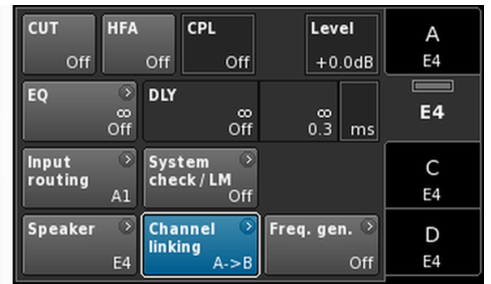 CUT HFA CPL Level A
Off Off Off +0.0dB E4
EQ DLY
∞ ∞ ∞ E4
Off Off 0.3 ms
Input routing System check / LM C
A1 Off E4
Speaker Channel linking Freq. gen. D
E4 A->B Off E4